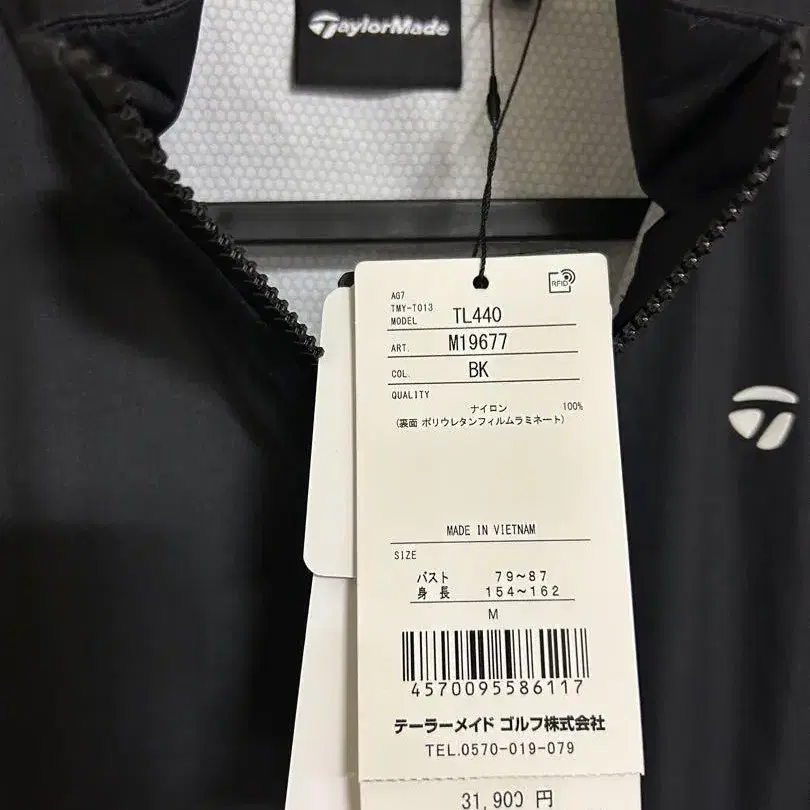 TaylorMade
RFID
AG7
TMY-T013
MODEL TL440
ART. M19677
COL. BK
QUALITY
ナイロン 100%
(裏面 ポリウレタンフィルムラミネート)
MADE IN VIETNAM
SIZE
バスト 79~87
身長 154~162
M
4570095586117
テーラーメイド ゴルフ株式会社
TEL.0570-019-079
31,900 円